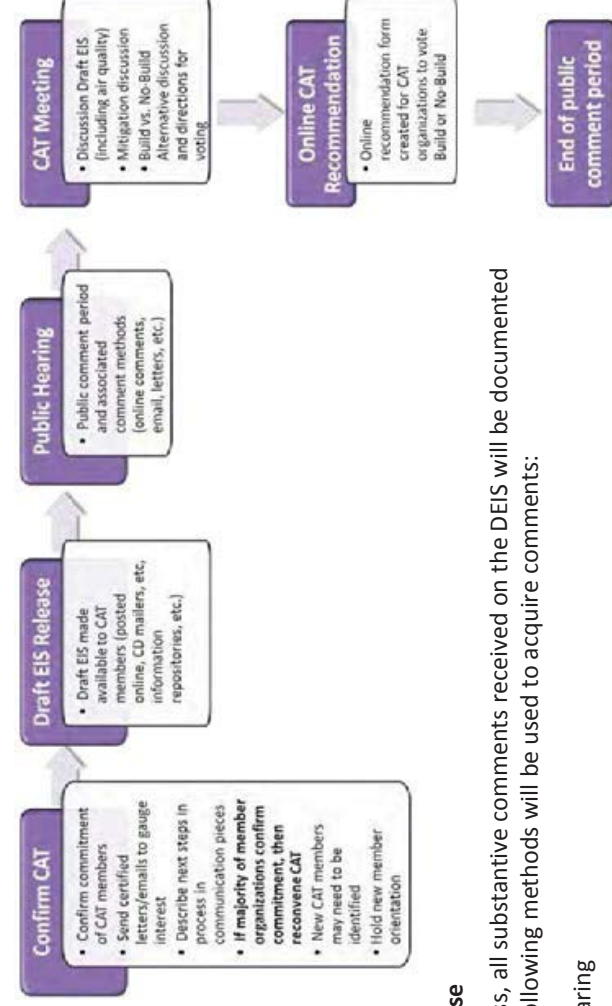 Confirm CAT
• Confirm commitment
of CAT members
• Send certified
letters/emails to gauge
interest
• Describe next steps in
process in
communication pieces
• If majority of member
organizations confirm
commitment, then
reconvene CAT
• New CAT members
may need to be
identified
• Hold new member
orientation
Draft EIS Release
• Draft EIS made
available to CAT
members (posted
online, CD mailers, etc,
information
repositories, etc.)
Public Hearing
• Public comment period
and associated
comment methods
(online comments,
email, letters, etc.)
CAT Meeting
• Discussion Draft EIS
(including air quality)
• Mitigation discussion
• Build vs. No-Build
Alternative discussion
and directions for
voting
Online CAT
Recommendation
• Online
recommendation form
created for CAT
organizations to vote
Build or No-Build
End of public
comment period
se
ss, all substantive comments received on the DEIS will be documented
ollowing methods will be used to acquire comments:
aring